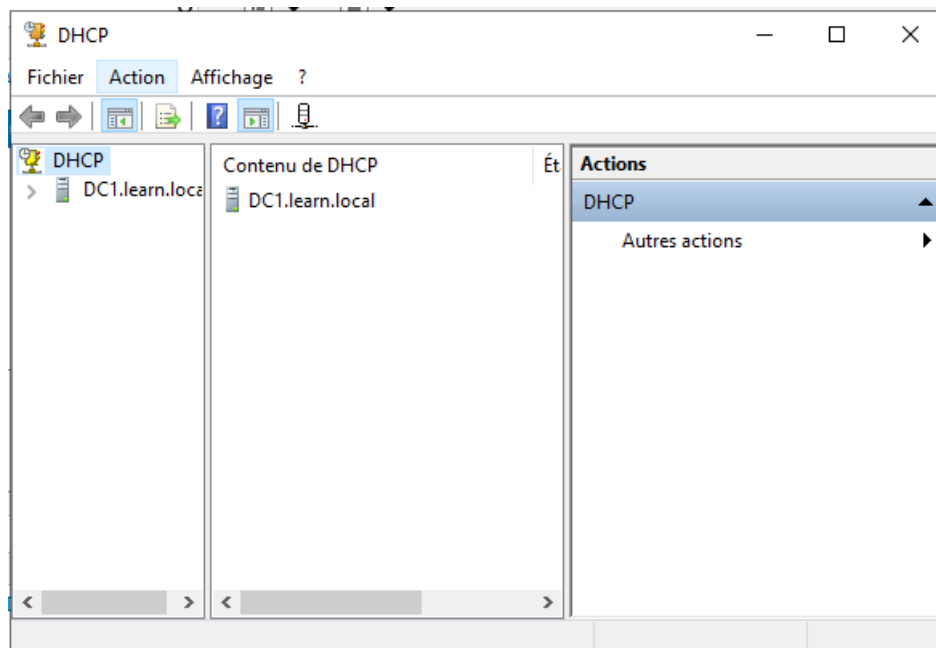 DHCP
Fichier Action Affichage ?
DHCP
DC1.learn.loca
Contenu de DHCP Ét
DC1.learn.local
Actions
DHCP
Autres actions